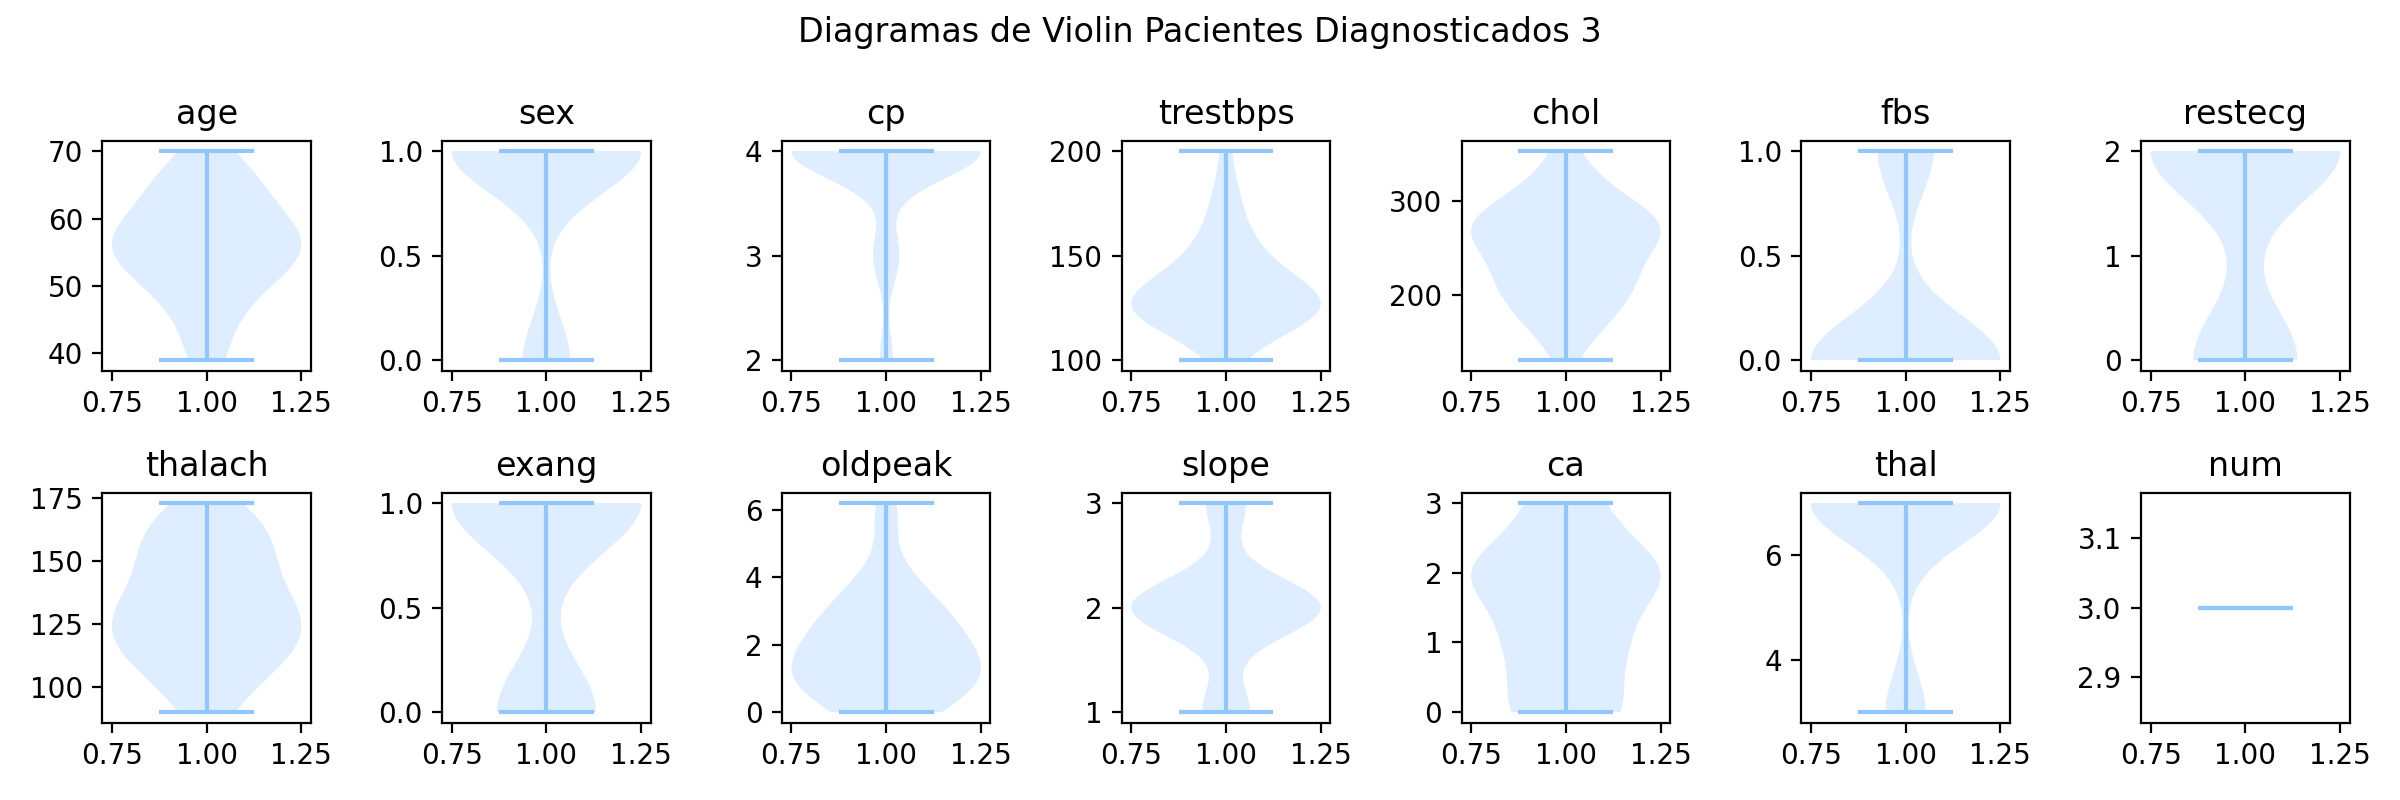 Diagramas de Violin Pacientes Diagnosticados 3
age sex cp trestbps chol fbs restecg
70 1.0 4 200 1.0 2
300
60
0.5 3 150 0.5 1
50
200
40
0.0 2 100 0.0 0
0.75 1.00 1.25 0.75 1.00 1.25 0.75 1.00 1.25 0.75 1.00 1.25 0.75 1.00 1.25 0.75 1.00 1.25 0.75 1.00 1.25
thalach exang oldpeak slope ca thal num
175 1.0 6 3 3
3.1
150 6
4 2
0.5 2 3.0
125
2 1
4
100 2.9
0.0 0 1 0
0.75 1.00 1.25 0.75 1.00 1.25 0.75 1.00 1.25 0.75 1.00 1.25 0.75 1.00 1.25 0.75 1.00 1.25 0.75 1.00 1.25